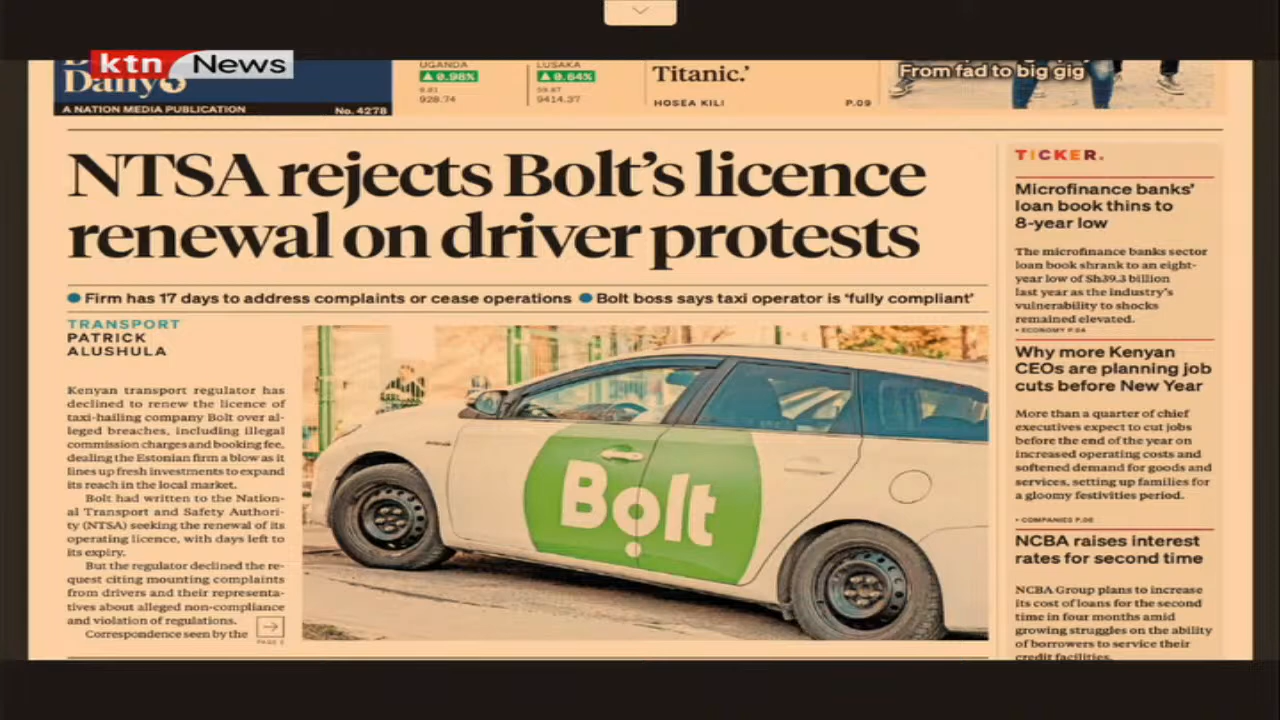 ktn News
Daily
A NATION MEDIA PUBLICATION
No. 4278
UGANDA
0.98%
928.74
LUSAKA
0.64%
9414.37
Titanic.’
HOSEA KILI
P.09
From fad to big gig
NTSA rejects Bolt’s licence
renewal on driver protests
Firm has 17 days to address complaints or cease operations
Bolt boss says taxi operator is ‘fully compliant’
TRANSPORT
PATRICK
ALUSHULA
Kenyan transport regulator has
declined to renew the licence of
taxi-hailing company Bolt over al-
leged breaches, including illegal
commission charges and booking fee,
dealing the Estonian firm a blow as it
lines up fresh investments to expand
its reach in the local market.
Bolt had written to the Nation-
al Transport and Safety Authori-
ty (NTSA) seeking the renewal of its
operating licence, with days left to
its expiry.
But the regulator declined the re-
quest citing mounting complaints
from drivers and their representa-
tives about alleged non-compliance
and violation of regulations.
Correspondence seen by the
Bolt
TICKER.
Microfinance banks’
loan book thins to
8-year low
The microfinance banks sector
loan book shrank to an eight-
year low of Sh39.3 billion
last year as the industry’s
vulnerability to shocks
remained elevated.
• ECONOMY P.04
Why more Kenyan
CEOs are planning job
cuts before New Year
More than a quarter of chief
executives expect to cut jobs
before the end of the year on
increased operating costs and
softened demand for goods and
services, setting up families for
a gloomy festivities period.
• COMPANIES P.06
NCBA raises interest
rates for second time
NCBA Group plans to increase
its cost of loans for the second
time in four months amid
growing struggles on the ability
of borrowers to service their
credit facilities.